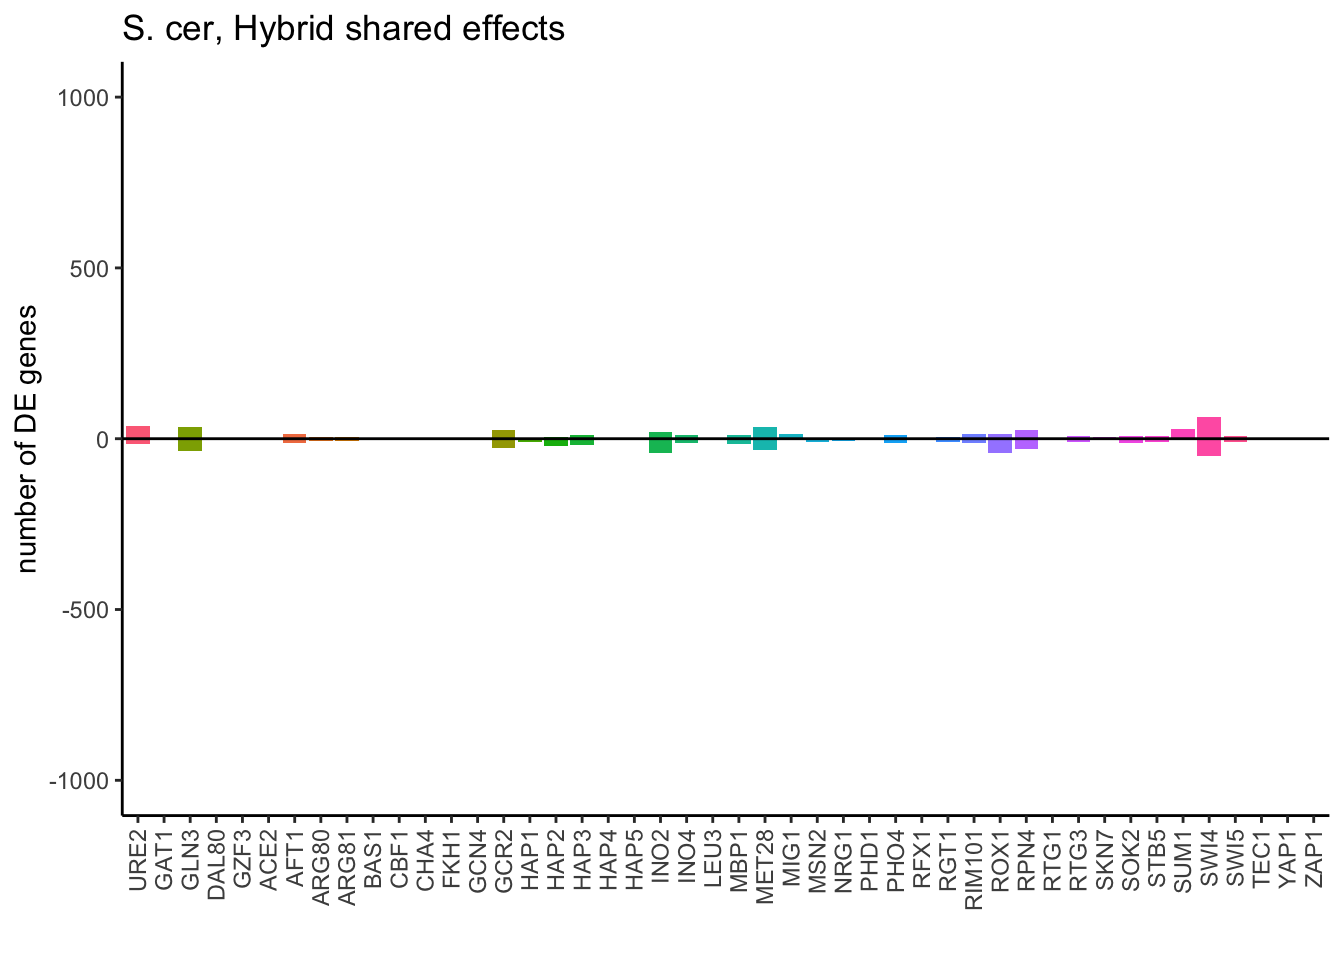 S. cer, Hybrid shared effects
number of DE genes
1000
500
0
-500
-1000
URE2
GAT1
GLN3
DAL80
GZF3
ACE2
AFT1
ARG80
ARG81
BAS1
CBF1
CHA4
FKH1
GCN4
GCR2
HAP1
HAP2
HAP3
HAP4
HAP5
INO2
INO4
LEU3
MBP1
MET28
MIG1
MSN2
NRG1
PHD1
PHO4
RFX1
RGT1
RIM101
ROX1
RPN4
RTG1
RTG3
SKN7
SOK2
STB5
SUM1
SWI4
SWI5
TEC1
YAP1
ZAP1